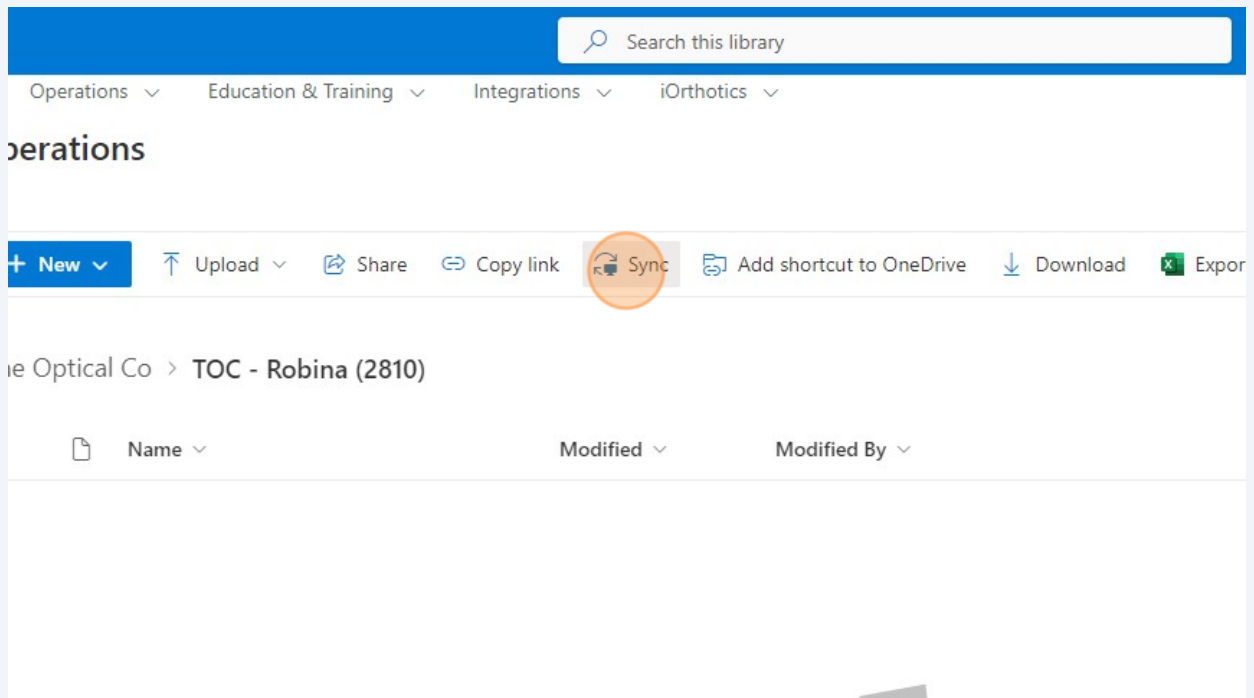 Search this library
Operations Education & Training Integrations iOrthotics
perations
+ New Upload Share Copy link Sync Add shortcut to OneDrive Download Expor
ne Optical Co > TOC - Robina (2810)
Name Modified Modified By